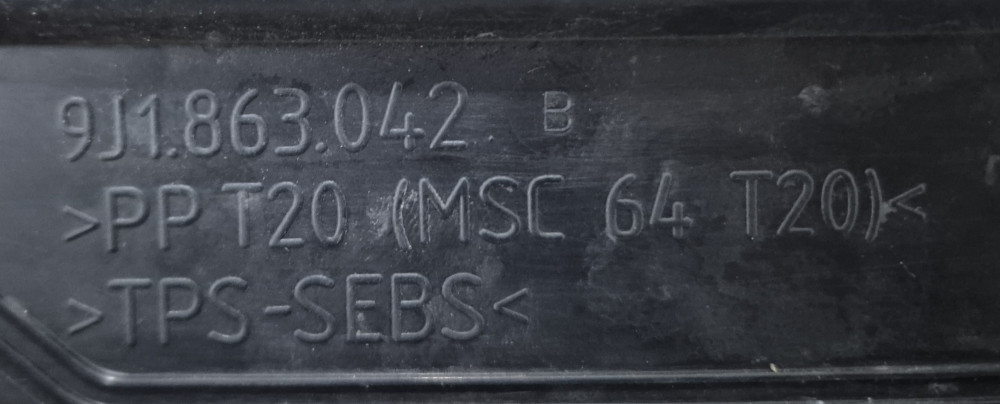 9J1.863.042. B
>PP T20 (MSC 64 T20)<
>TPS-SEBS<